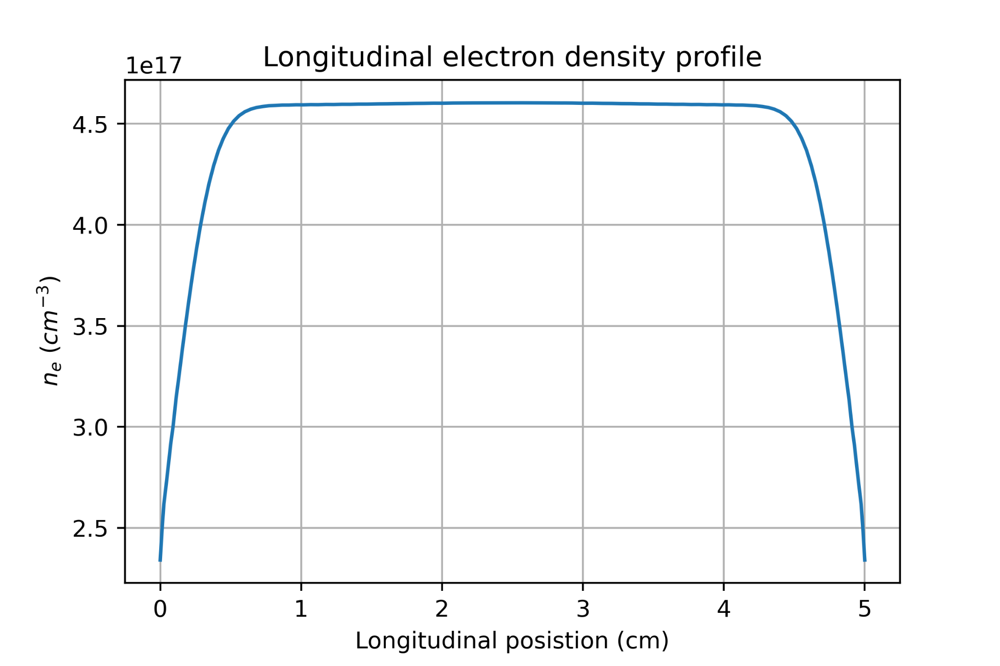 Longitudinal electron density profile
1e17
4.5
4.0
3.5
3.0
2.5
nₑ (cm⁻³)
0 1 2 3 4 5
Longitudinal posistion (cm)